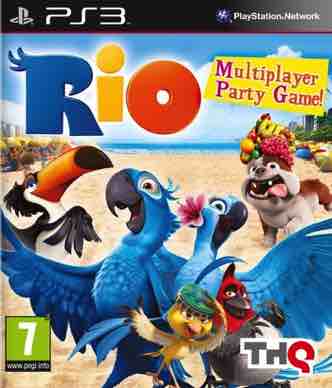 PS3
PlayStation®Network
Rio
Multiplayer
Party Game!
7
www.pegi.info
THQ